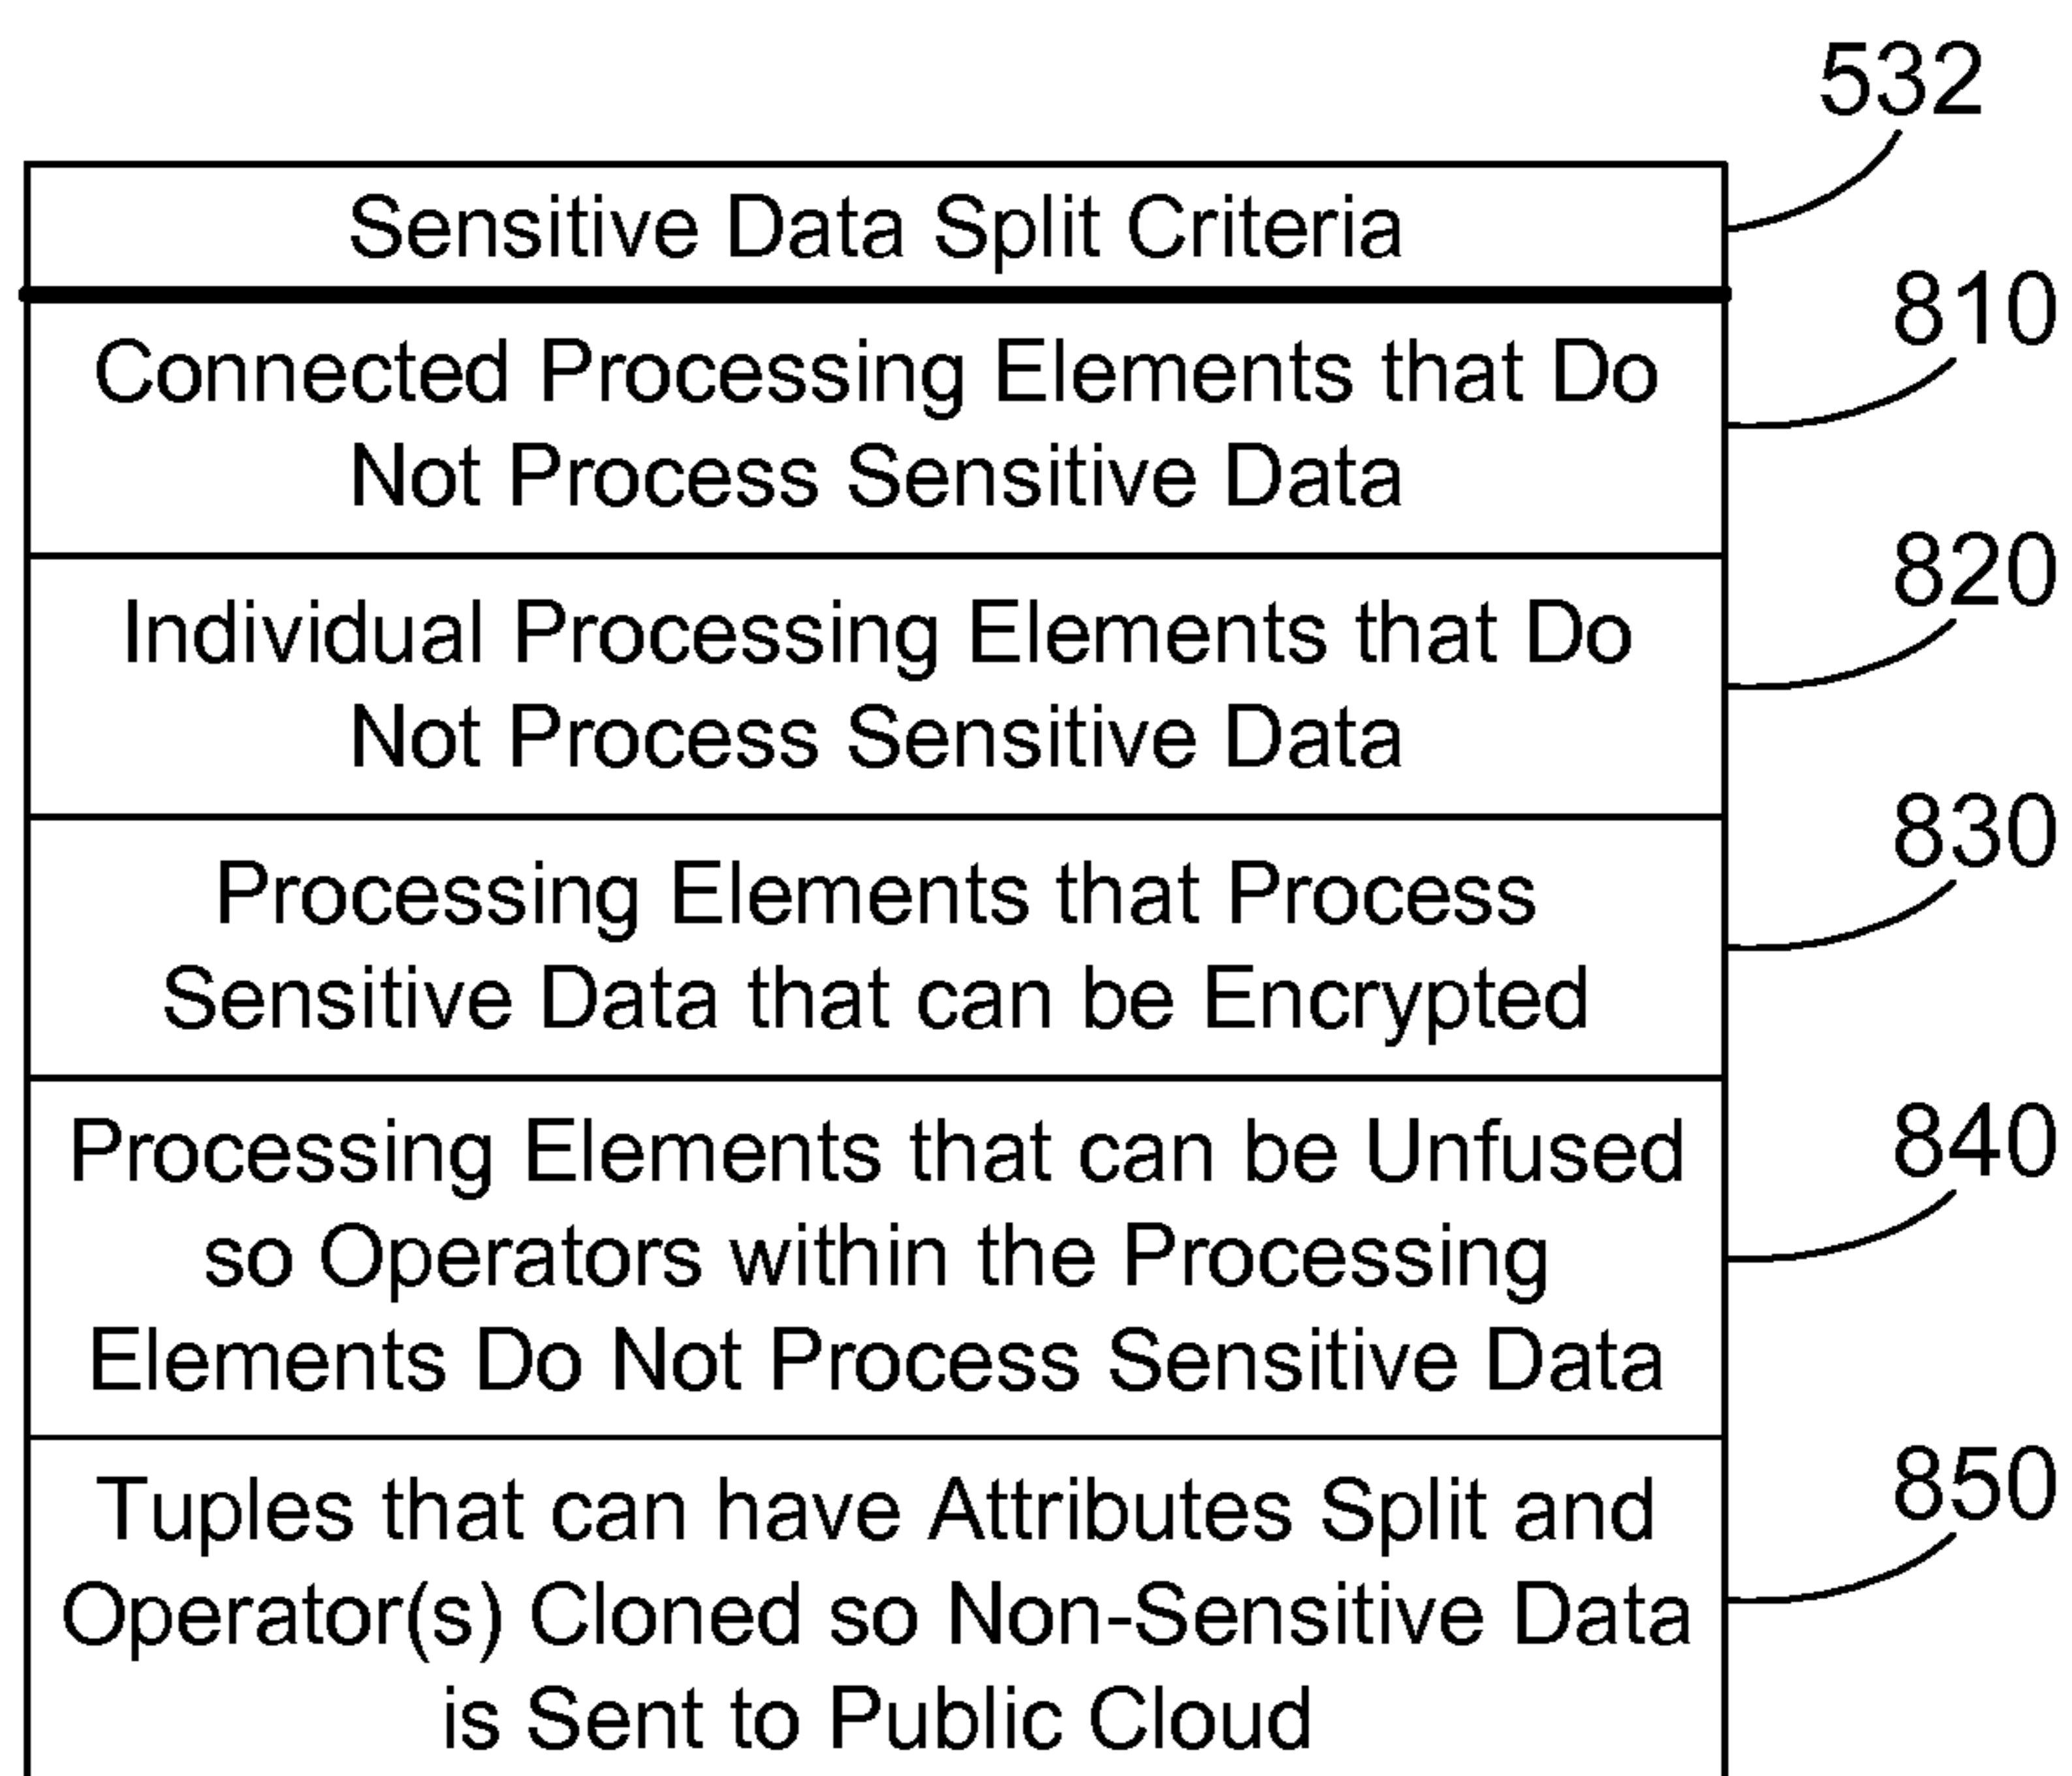 532
Sensitive Data Split Criteria
810
Connected Processing Elements that Do
Not Process Sensitive Data
820
Individual Processing Elements that Do
Not Process Sensitive Data
830
Processing Elements that Process
Sensitive Data that can be Encrypted
840
Processing Elements that can be Unfused
so Operators within the Processing
Elements Do Not Process Sensitive Data
850
Tuples that can have Attributes Split and
Operator(s) Cloned so Non-Sensitive Data
is Sent to Public Cloud